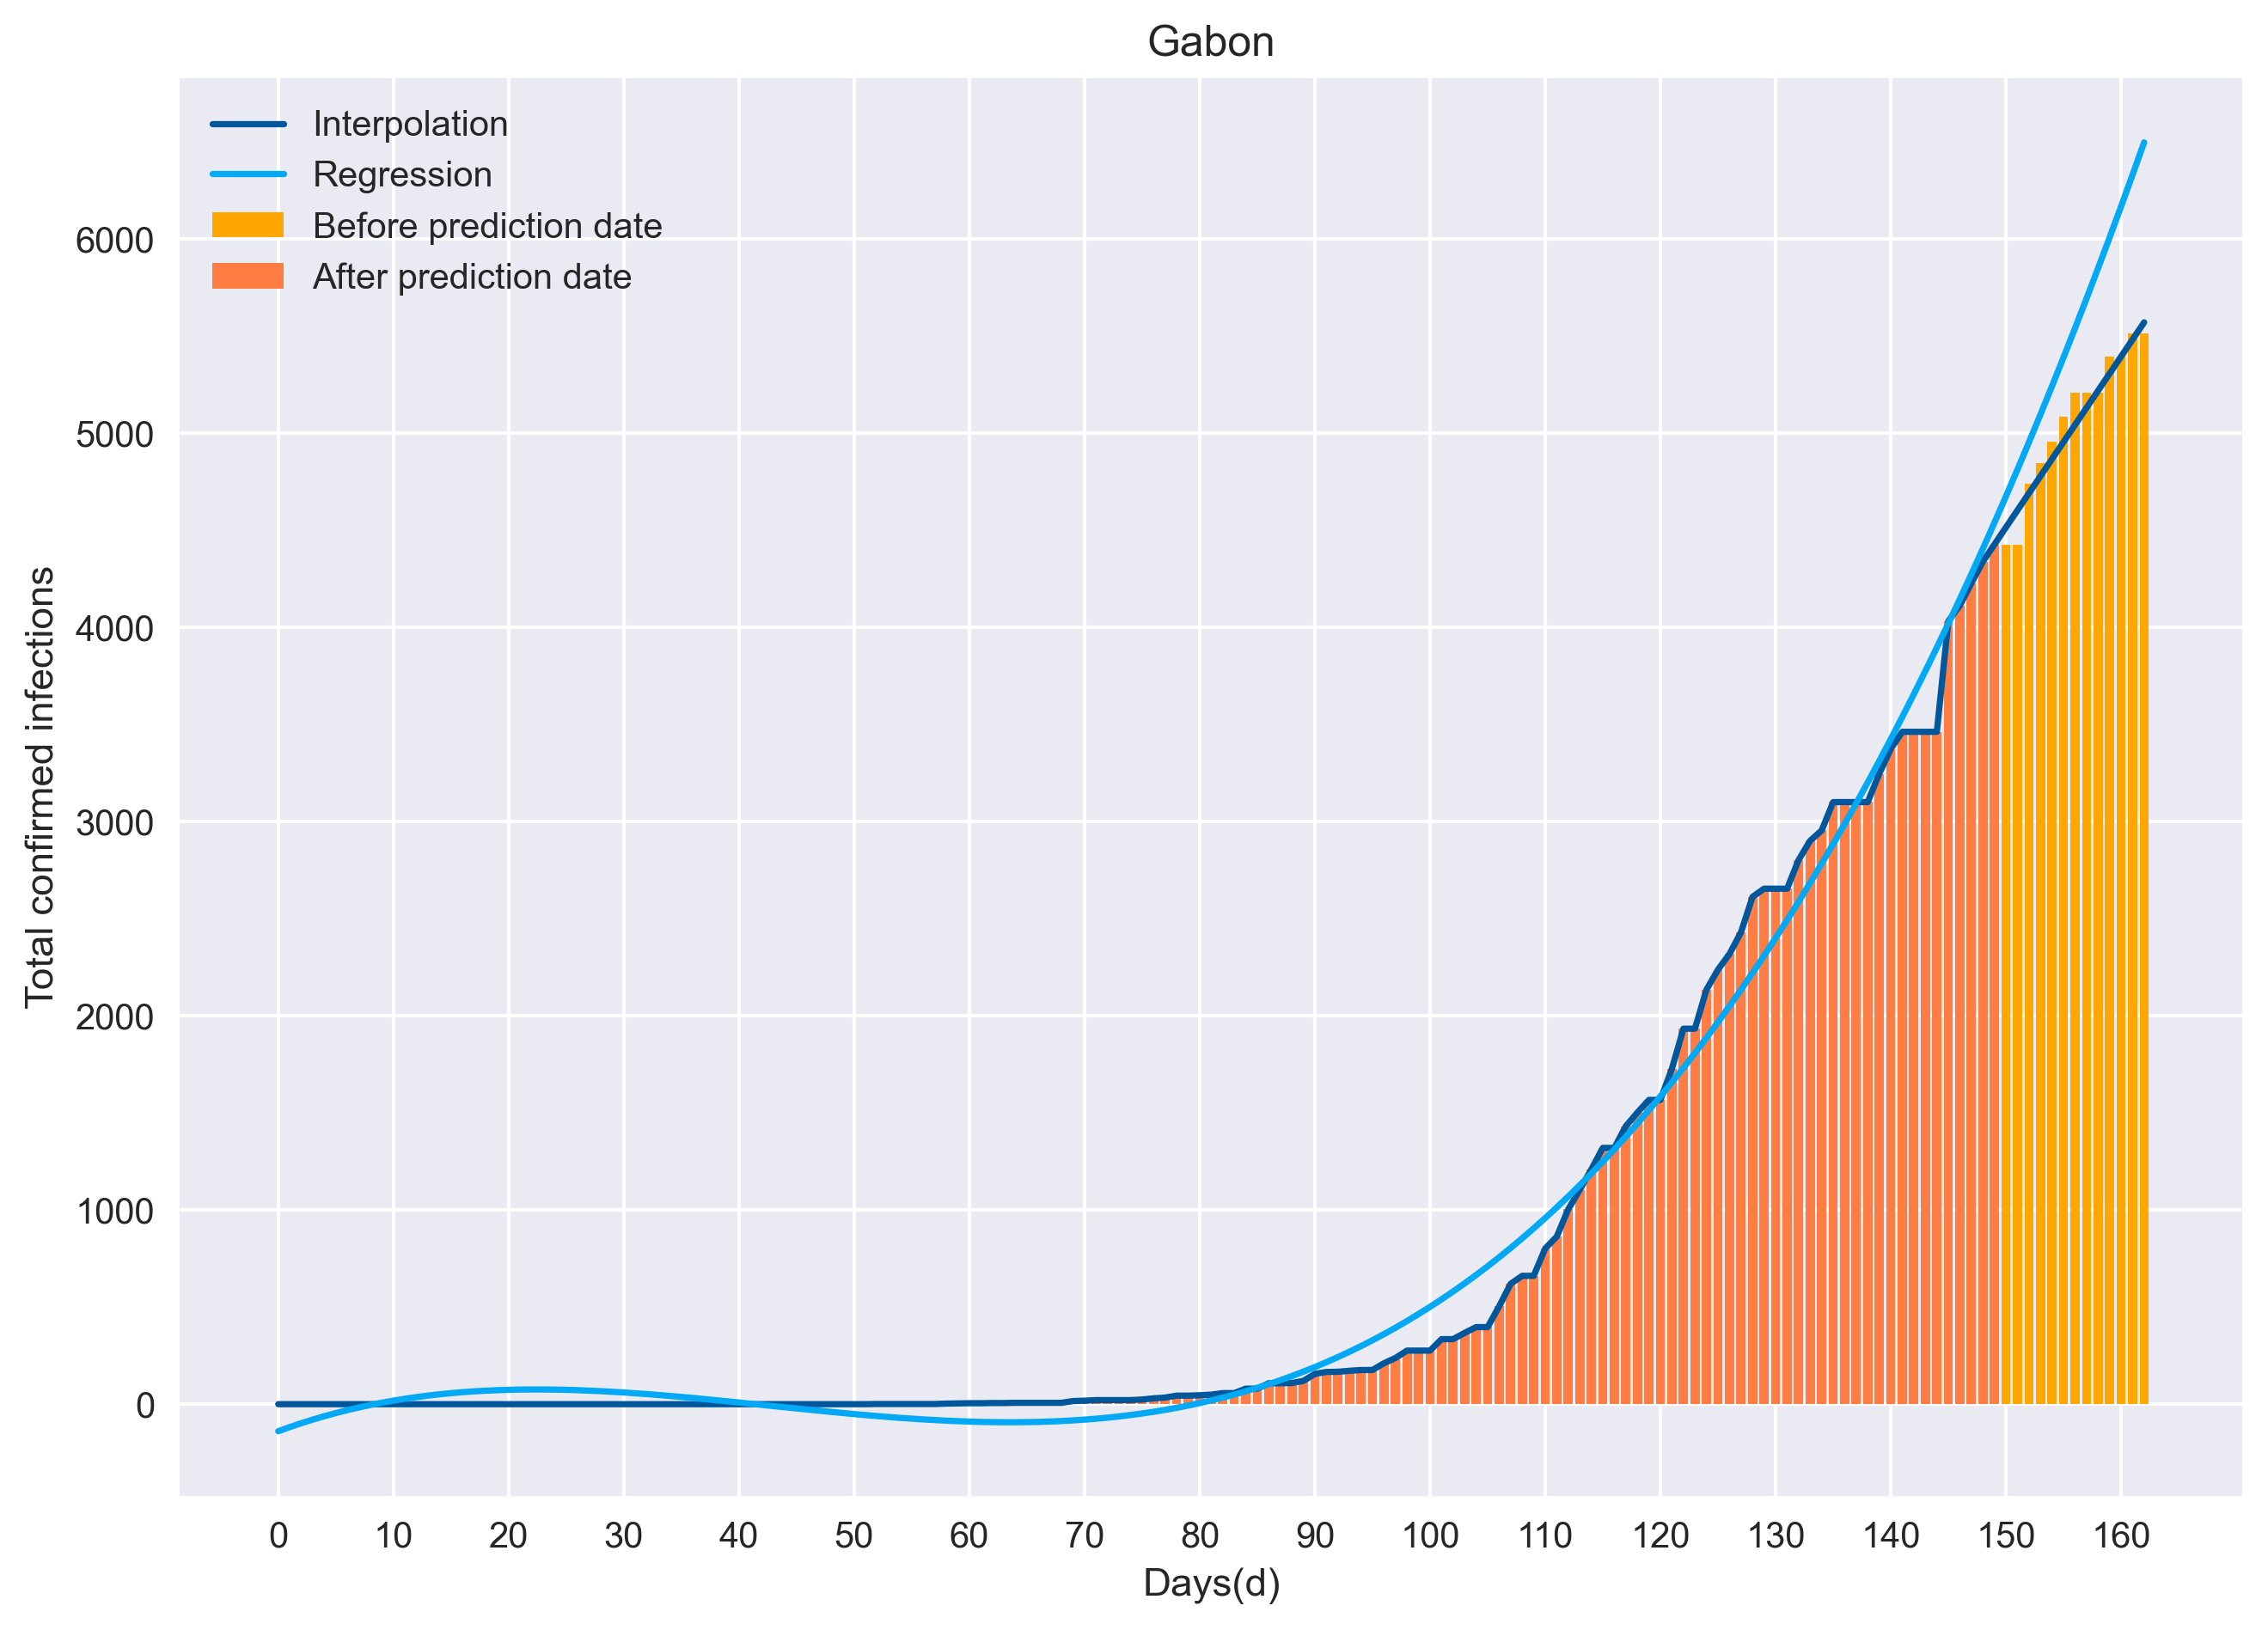 Gabon
Interpolation
Regression
Before prediction date
After prediction date
6000
5000
4000
3000
2000
1000
0
Total confirmed infections
0 10 20 30 40 50 60 70 80 90 100 110 120 130 140 150 160
Days(d)